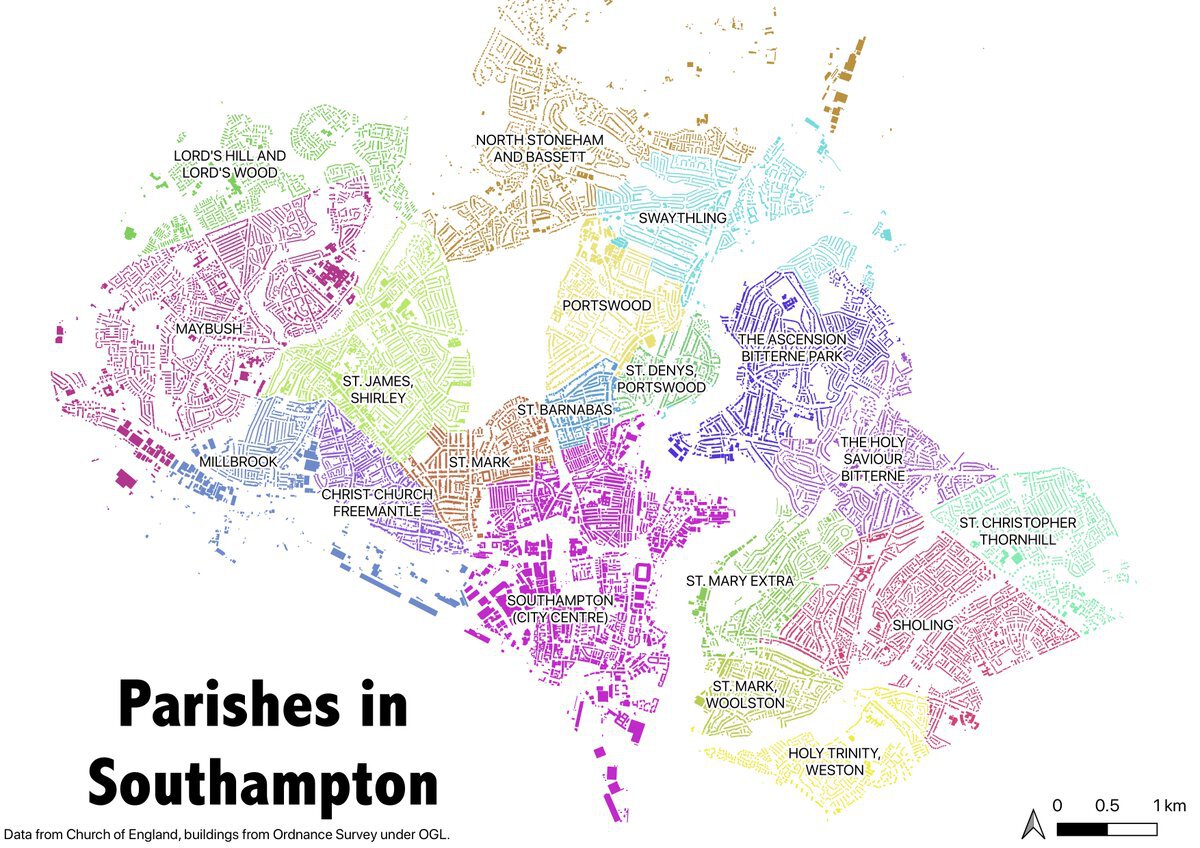 NORTH STONEHAM
AND BASSETT
LORD'S HILL AND
LORD'S WOOD
SWAYTHLING
PORTSWOOD
MAYBUSH
THE ASCENSION
BITTERNE PARK
ST. DENYS,
PORTSWOOD
ST. JAMES,
SHIRLEY
ST. BARNABAS
THE HOLY
SAVIOUR
BITTERNE
MILLBROOK
ST. MARK
CHRIST CHURCH
FREEMANTLE
ST. CHRISTOPHER
THORNHILL
ST. MARY EXTRA
SOUTHAMPTON
(CITY CENTRE)
SHOLING
ST. MARK,
WOOLSTON
HOLY TRINITY,
WESTON
Parishes in
Southampton
Data from Church of England, buildings from Ordnance Survey under OGL.
0 0.5 1 km